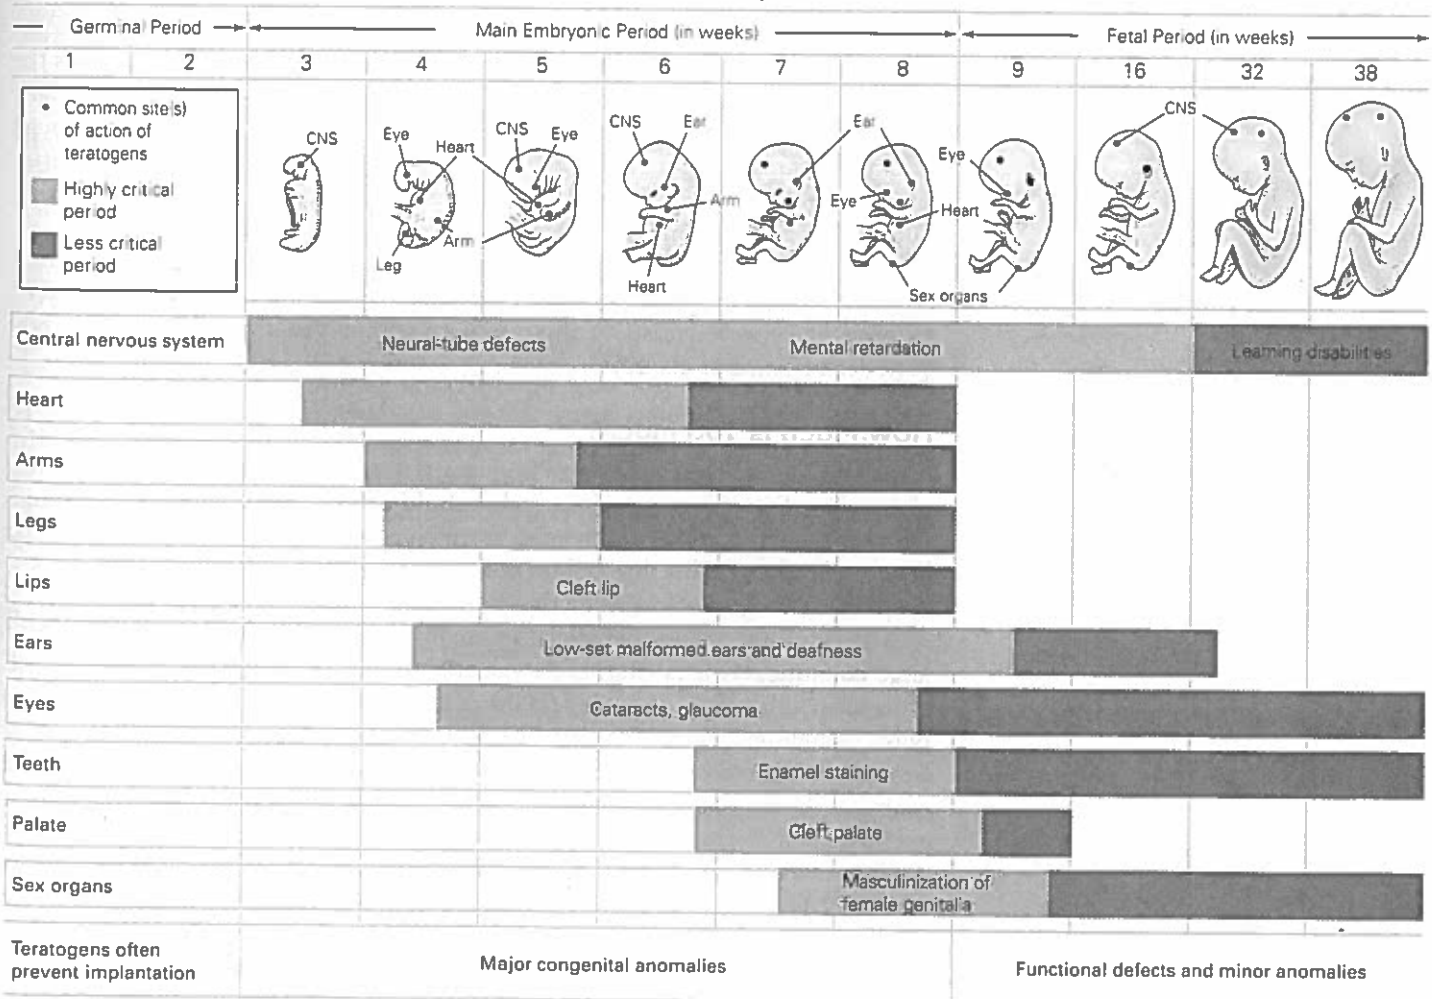 Germinal Period
Main Embryonic Period (in weeks)
Fetal Period (in weeks)
1 2 3 4 5 6 7 8 9 16 32 38
Common site(s)
of action of
teratogens
Highly critical
period
Less critical
period
CNS
Eye
Heart
Leg
Arm
CNS
Eye
CNS
Ear
Arm
Heart
Ear
Eye
Heart
Sex organs
Eye
CNS
Central nervous system
Neural-tube defects
Mental retardation
Learning disabilities
Heart
Arms
Legs
Lips
Cleft lip
Ears
Low-set malformed ears and deafness
Eyes
Cataracts, glaucoma
Teeth
Enamel staining
Palate
Cleft palate
Sex organs
Masculinization of
female genitalia
Teratogens often
prevent implantation
Major congenital anomalies
Functional defects and minor anomalies